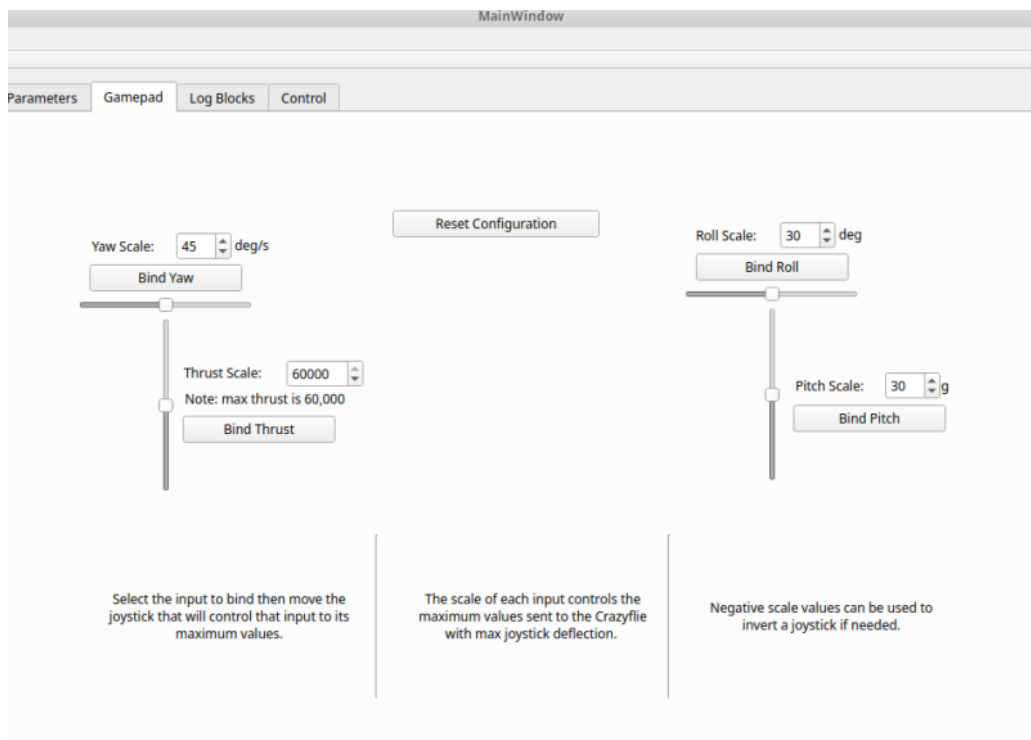 MainWindow
Parameters
Gamepad
Log Blocks
Control
Reset Configuration
Yaw Scale: 45 deg/s
Bind Yaw
Roll Scale: 30 deg
Bind Roll
Thrust Scale: 60000
Note: max thrust is 60,000
Bind Thrust
Pitch Scale: 30 g
Bind Pitch
Select the input to bind then move the
joystick that will control that input to its
maximum values.
The scale of each input controls the
maximum values sent to the Crazyflie
with max joystick deflection.
Negative scale values can be used to
invert a joystick if needed.